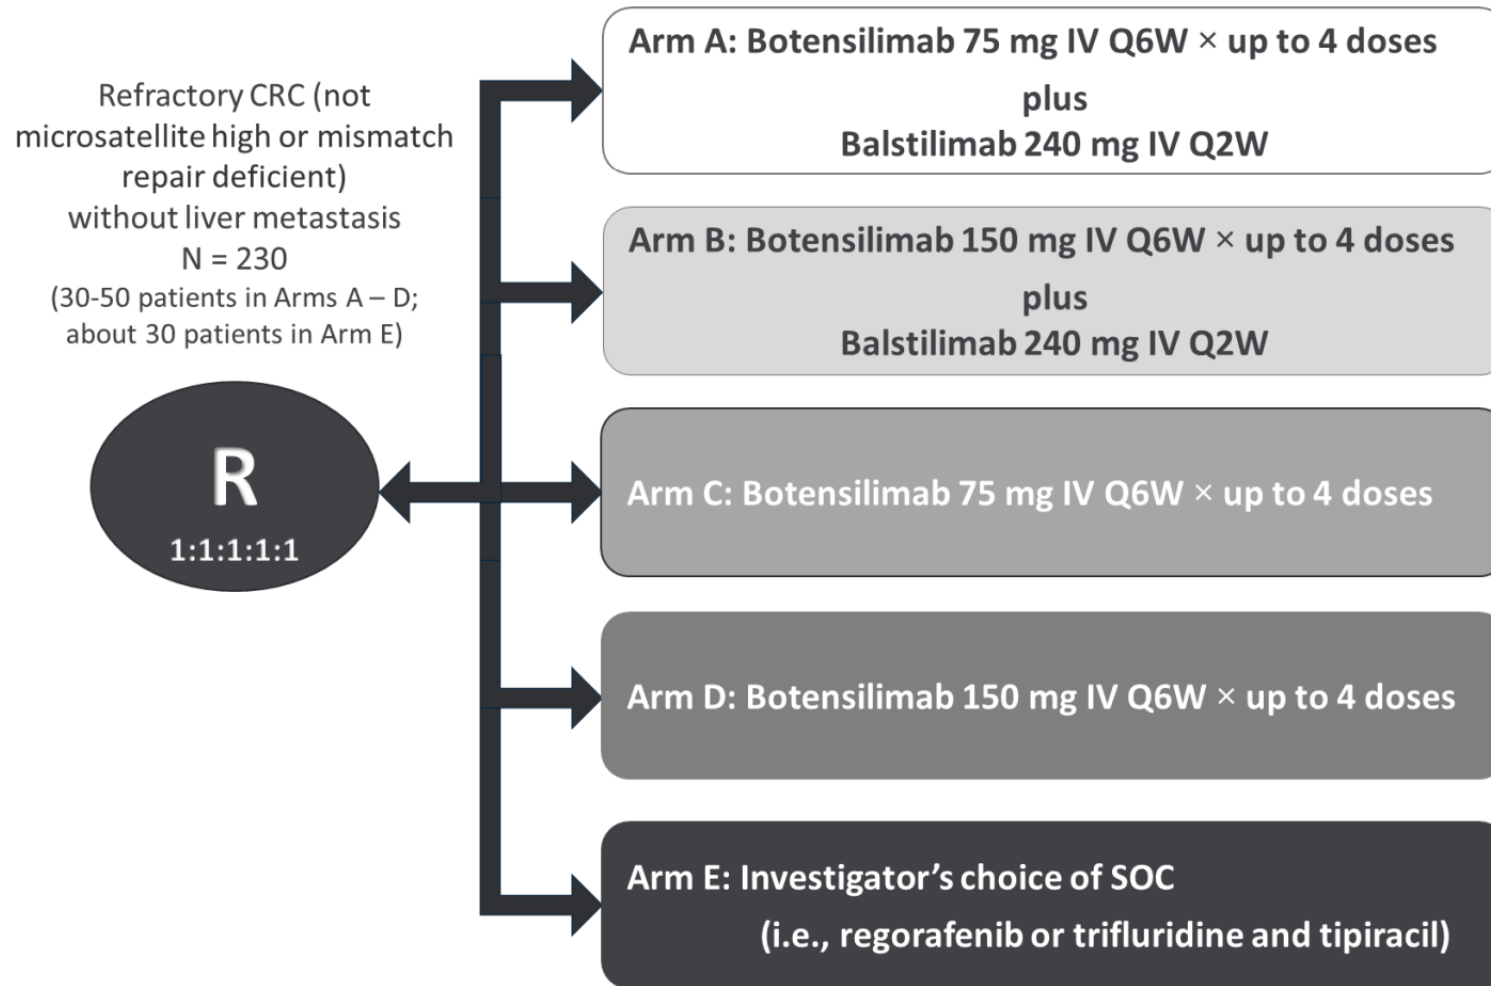 Refractory CRC (not
microsatellite high or mismatch
repair deficient)
without liver metastasis
N = 230
(30-50 patients in Arms A – D;
about 30 patients in Arm E)
R
1:1:1:1:1
Arm A: Botensilimab 75 mg IV Q6W × up to 4 doses
plus
Balstilimab 240 mg IV Q2W
Arm B: Botensilimab 150 mg IV Q6W × up to 4 doses
plus
Balstilimab 240 mg IV Q2W
Arm C: Botensilimab 75 mg IV Q6W × up to 4 doses
Arm D: Botensilimab 150 mg IV Q6W × up to 4 doses
Arm E: Investigator’s choice of SOC
(i.e., regorafenib or trifluridine and tipiracil)